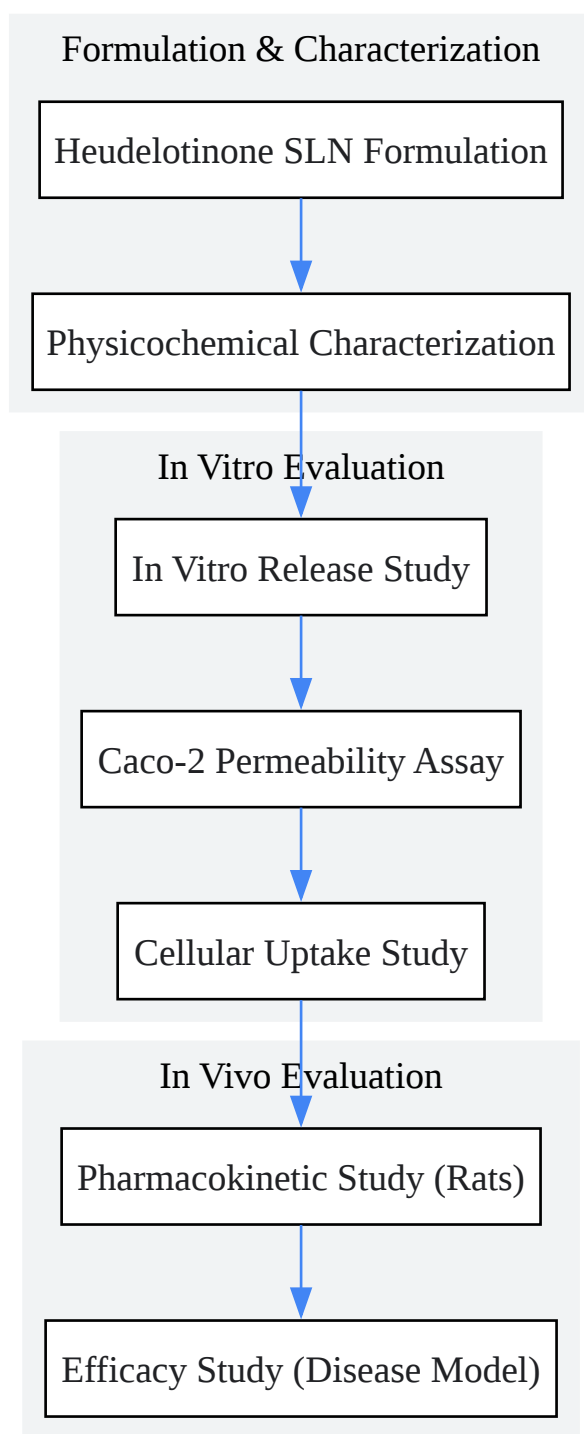 Formulation & Characterization
Heudelotinone SLN Formulation
Physicochemical Characterization
In Vitro Evaluation
In Vitro Release Study
Caco-2 Permeability Assay
Cellular Uptake Study
In Vivo Evaluation
Pharmacokinetic Study (Rats)
Efficacy Study (Disease Model)